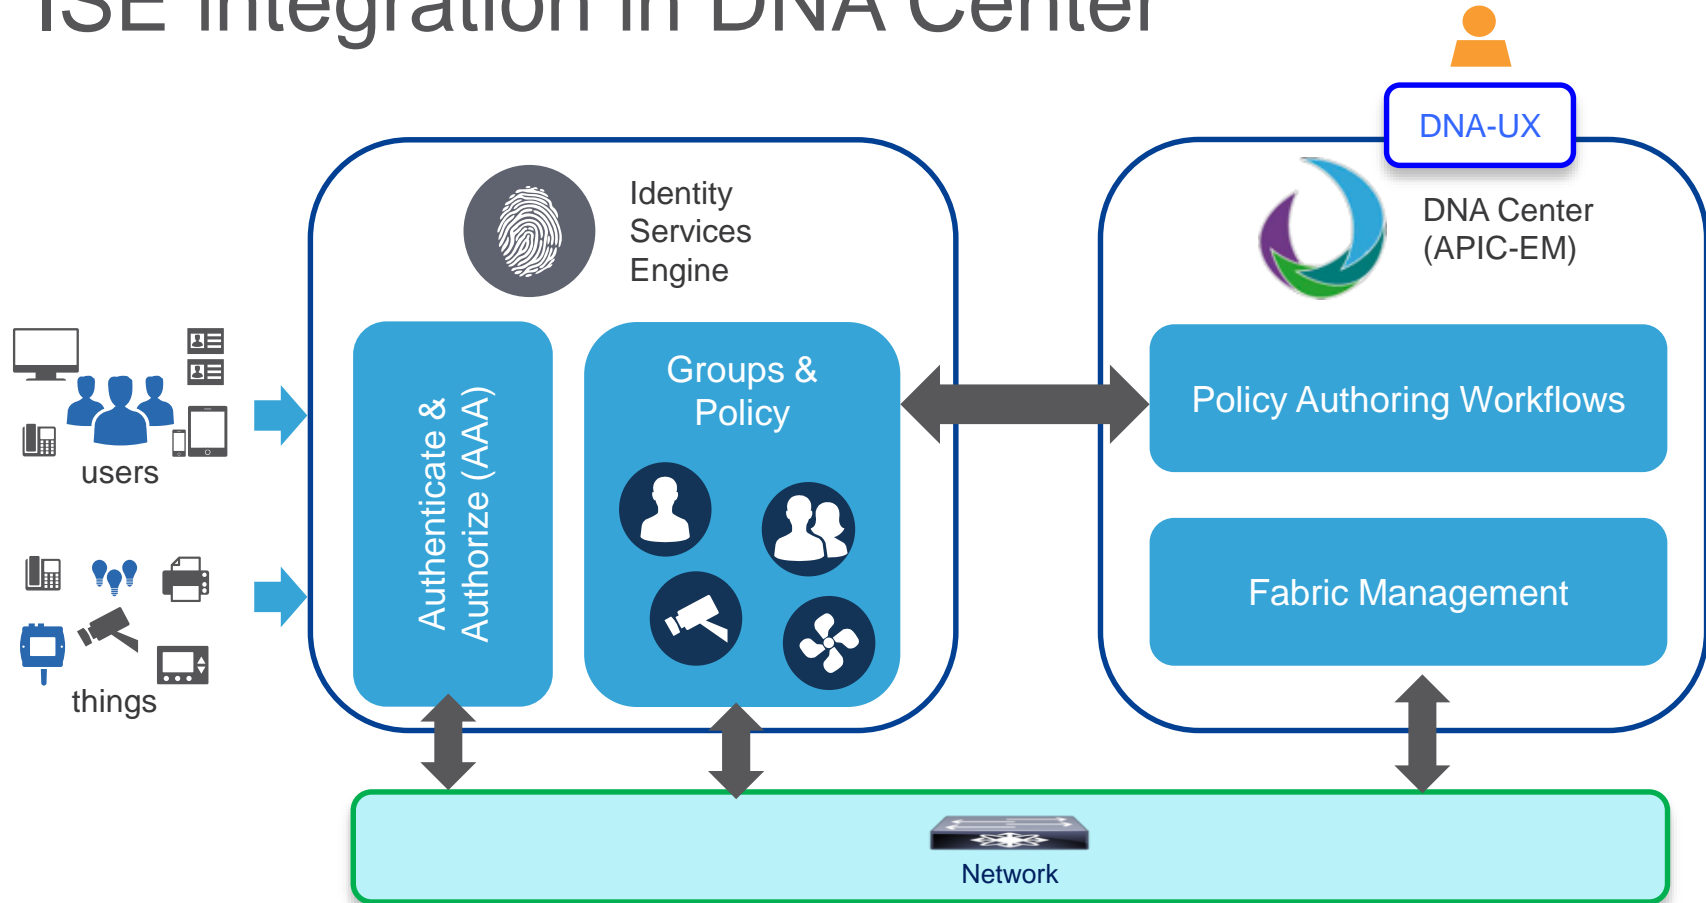 ISE integration in DNA Center
DNA-UX
Identity
Services
Engine
DNA Center
(APIC-EM)
users
things
Authenticate &
Authorize (AAA)
Groups &
Policy
Policy Authoring Workflows
Fabric Management
Network